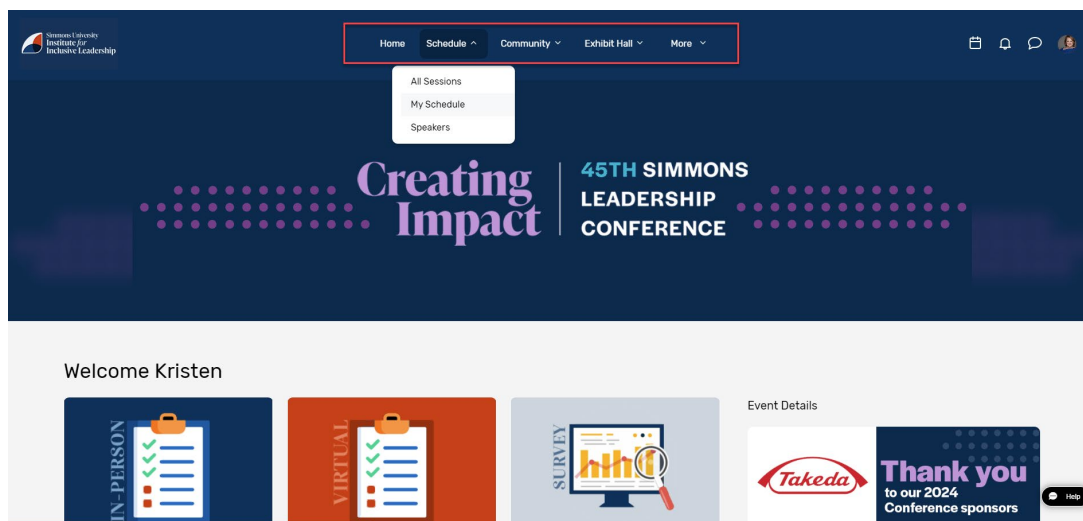 Simmons University
Institute for
Inclusive Leadership
Home Schedule Community Exhibit Hall More
All Sessions
My Schedule
Speakers
Creating
Impact
45TH SIMMONS
LEADERSHIP
CONFERENCE
Welcome Kristen
IN-PERSON
VIRTUAL
SURVEY
Event Details
Takeda
Thank you
to our 2024
Conference sponsors
Help